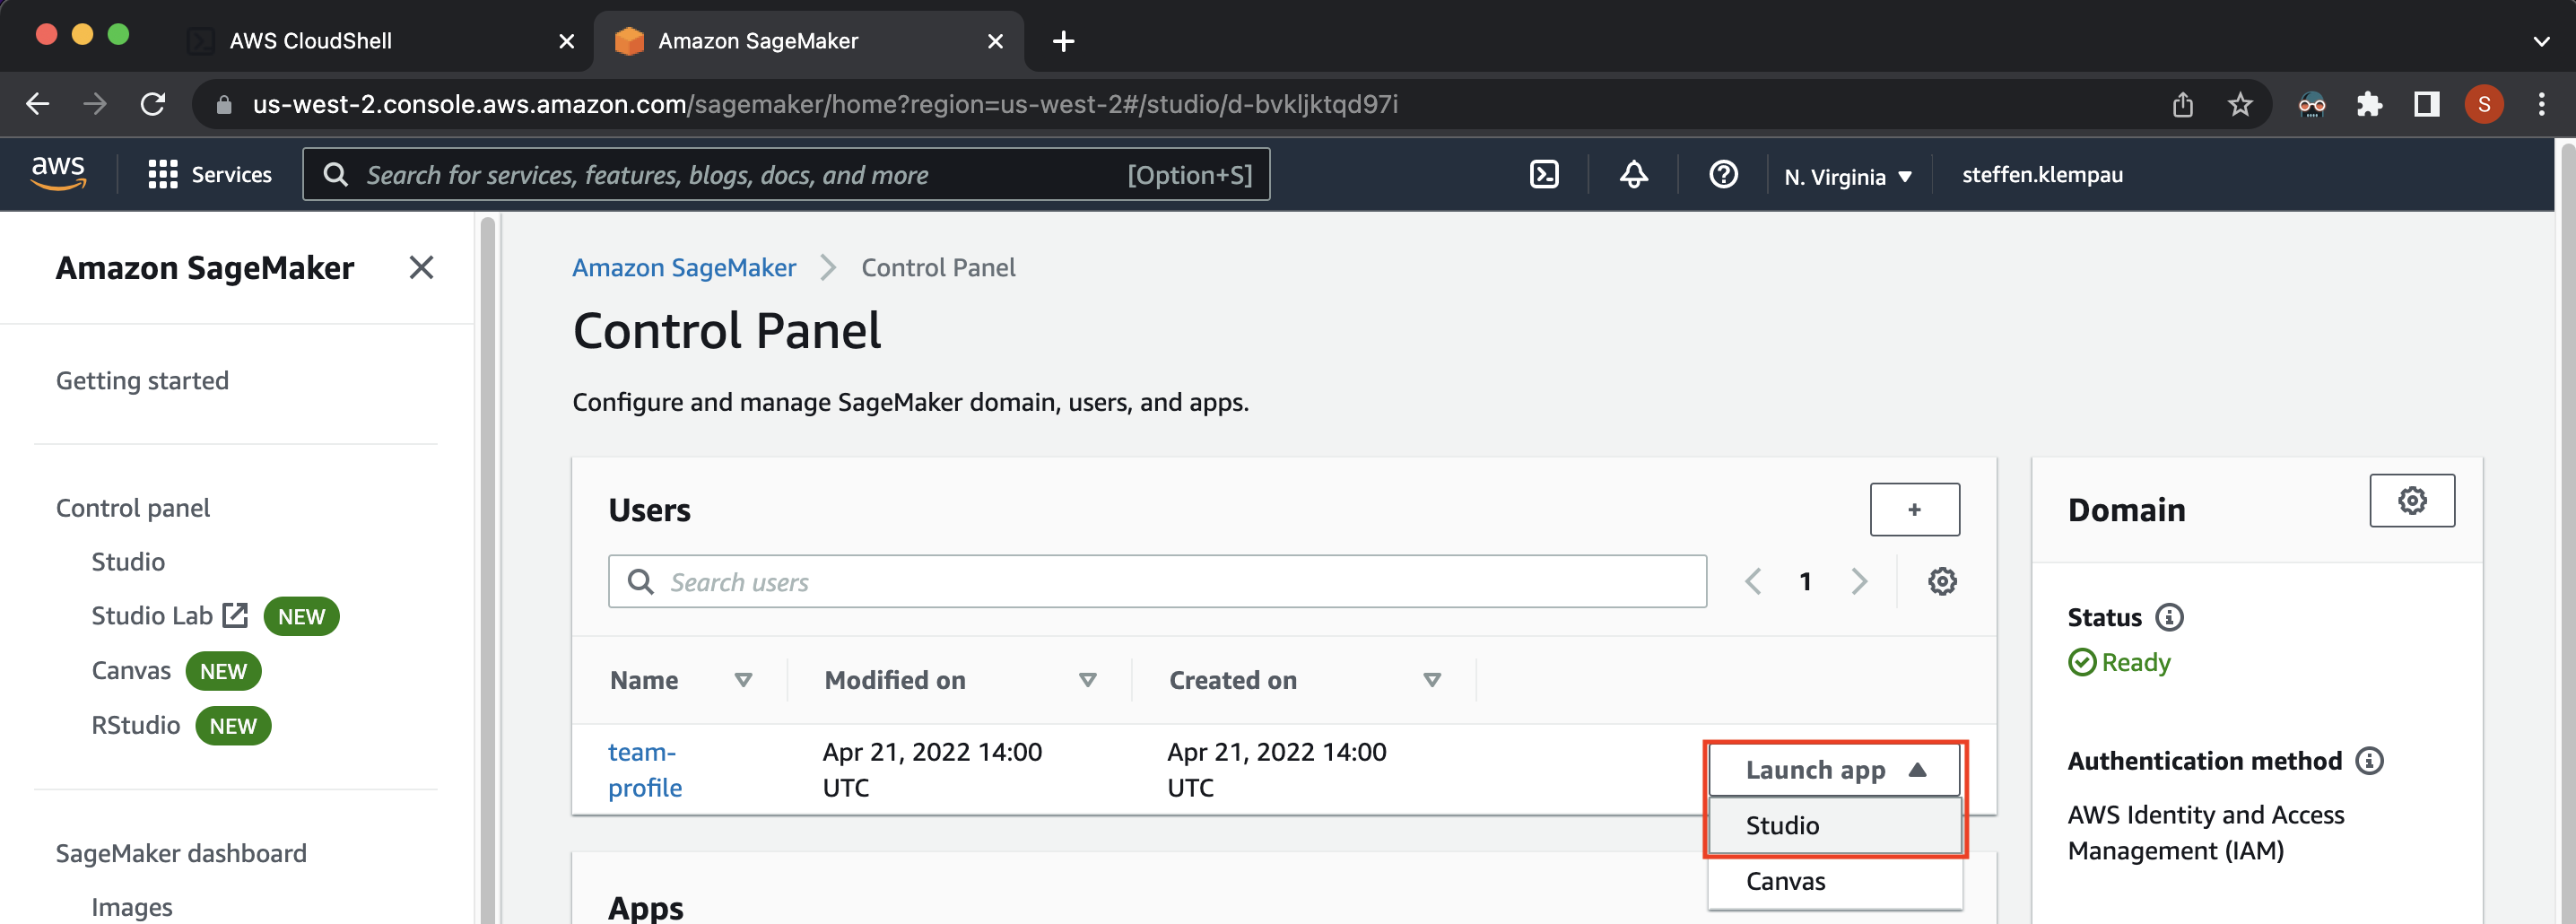 AWS CloudShell
Amazon SageMaker
us-west-2.console.aws.amazon.com/sagemaker/home?region=us-west-2#/studio/d-bvkljktqd97i
S
aws
Services
Search for services, features, blogs, docs, and more
[Option+S]
N. Virginia
steffen.klempau
Amazon SageMaker
Getting started
Control panel
Studio
Studio Lab NEW
Canvas NEW
RStudio NEW
SageMaker dashboard
Images
Amazon SageMaker
Control Panel
Control Panel
Configure and manage SageMaker domain, users, and apps.
Users
+
Search users
1
Name
Modified on
Created on
team-
profile
Apr 21, 2022 14:00
UTC
Apr 21, 2022 14:00
UTC
Launch app
Studio
Canvas
Apps
Domain
Status
Ready
Authentication method
AWS Identity and Access
Management (IAM)